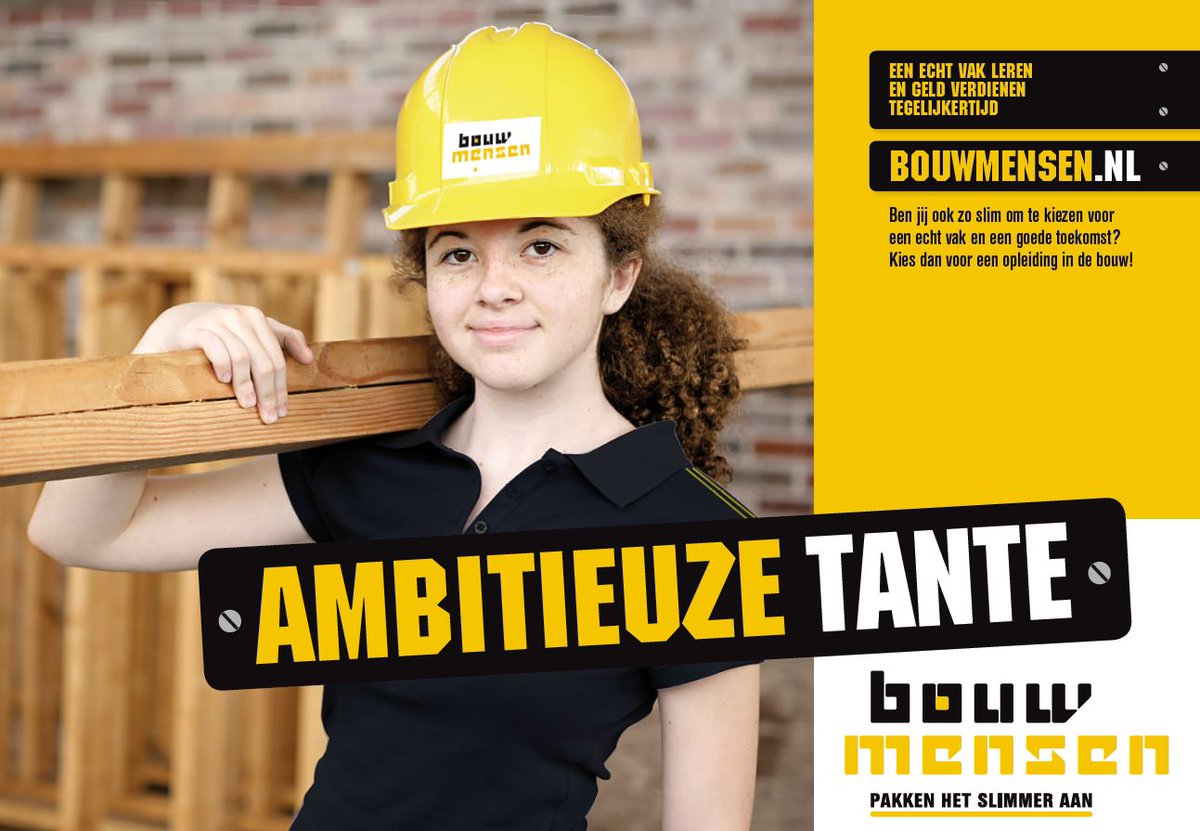 bouw
mensen
EEN ECHT VAK LEREN
EN GELD VERDIENEN
TEGELIJKERTIJD
BOUWMENSEN.NL
Ben jij ook zo slim om te kiezen voor
een echt vak en een goede toekomst?
Kies dan voor een opleiding in de bouw!
AMBITIEUZE TANTE
bouw
mensen
PAKKEN HET SLIMMER AAN